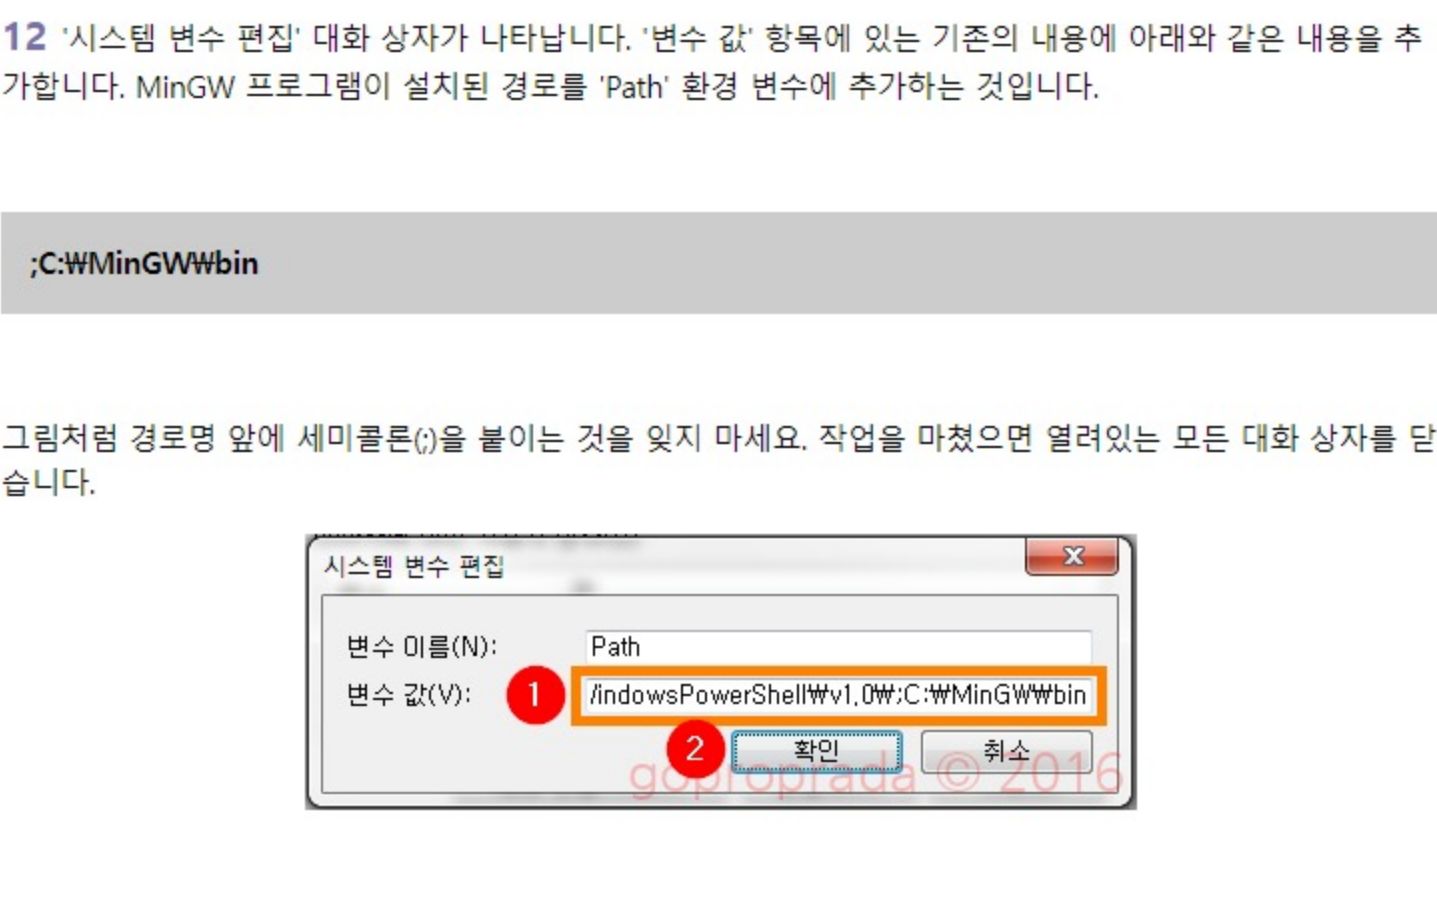 12 '시스템 변수 편집' 대화 상자가 나타납니다. '변수 값' 항목에 있는 기존의 내용에 아래와 같은 내용을 추
가합니다. MinGW 프로그램이 설치된 경로를 'Path' 환경 변수에 추가하는 것입니다.
;C:₩MinGW₩bin
그림처럼 경로명 앞에 세미콜론(;)을 붙이는 것을 잊지 마세요. 작업을 마쳤으면 열려있는 모든 대화 상자를 닫
습니다.
시스템 변수 편집
변수 이름(N): Path
변수 값(V): 1 /indowsPowerShell₩v1.0₩;C:₩MinGW₩bin
2 확인 취소
goproprada © 2016